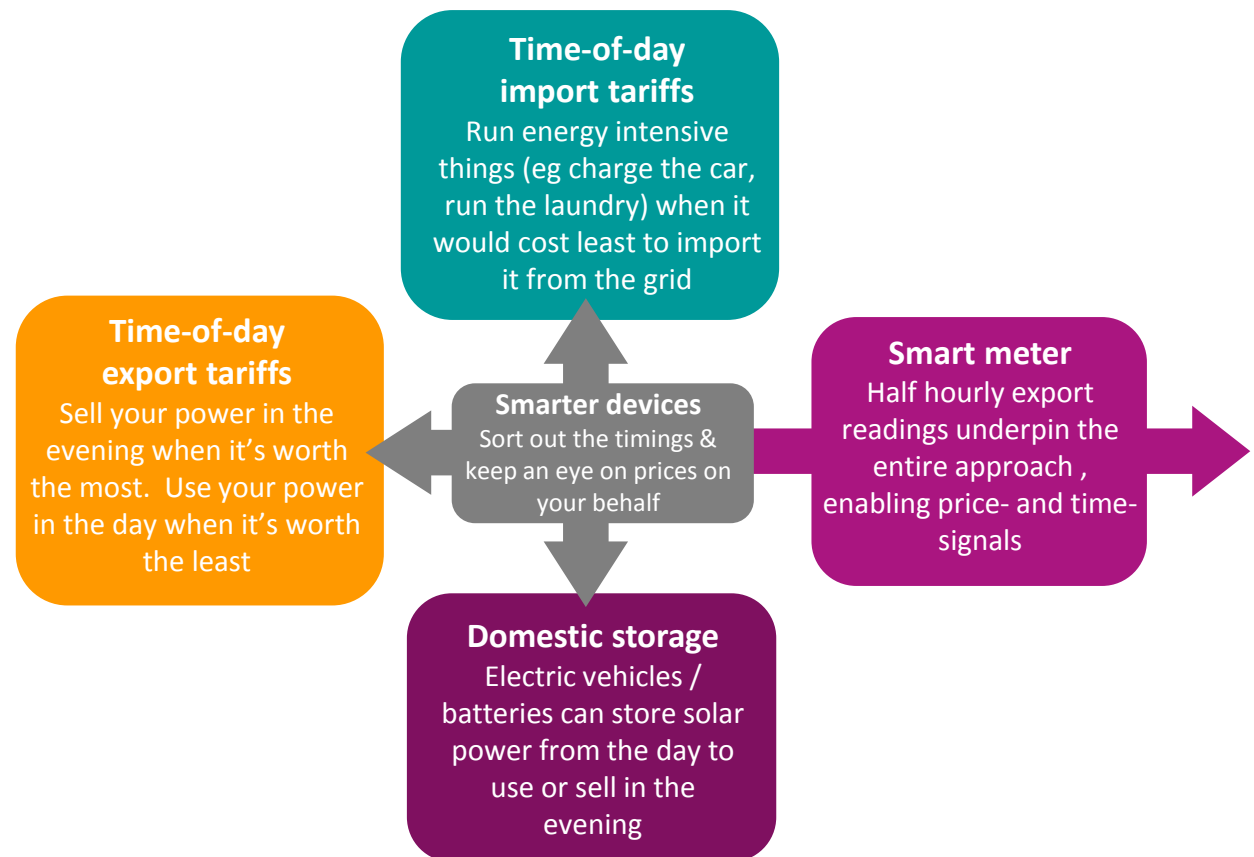 Time-of-day
import tariffs
Run energy intensive
things (eg charge the car,
run the laundry) when it
would cost least to import
it from the grid
Time-of-day
export tariffs
Sell your power in the
evening when it’s worth
the most.  Use your power
in the day when it’s worth
the least
Smarter devices
Sort out the timings &
keep an eye on prices on
your behalf
Smart meter
Half hourly export
readings underpin the
entire approach ,
enabling price- and time-
signals
Domestic storage
Electric vehicles /
batteries can store solar
power from the day to
use or sell in the
evening